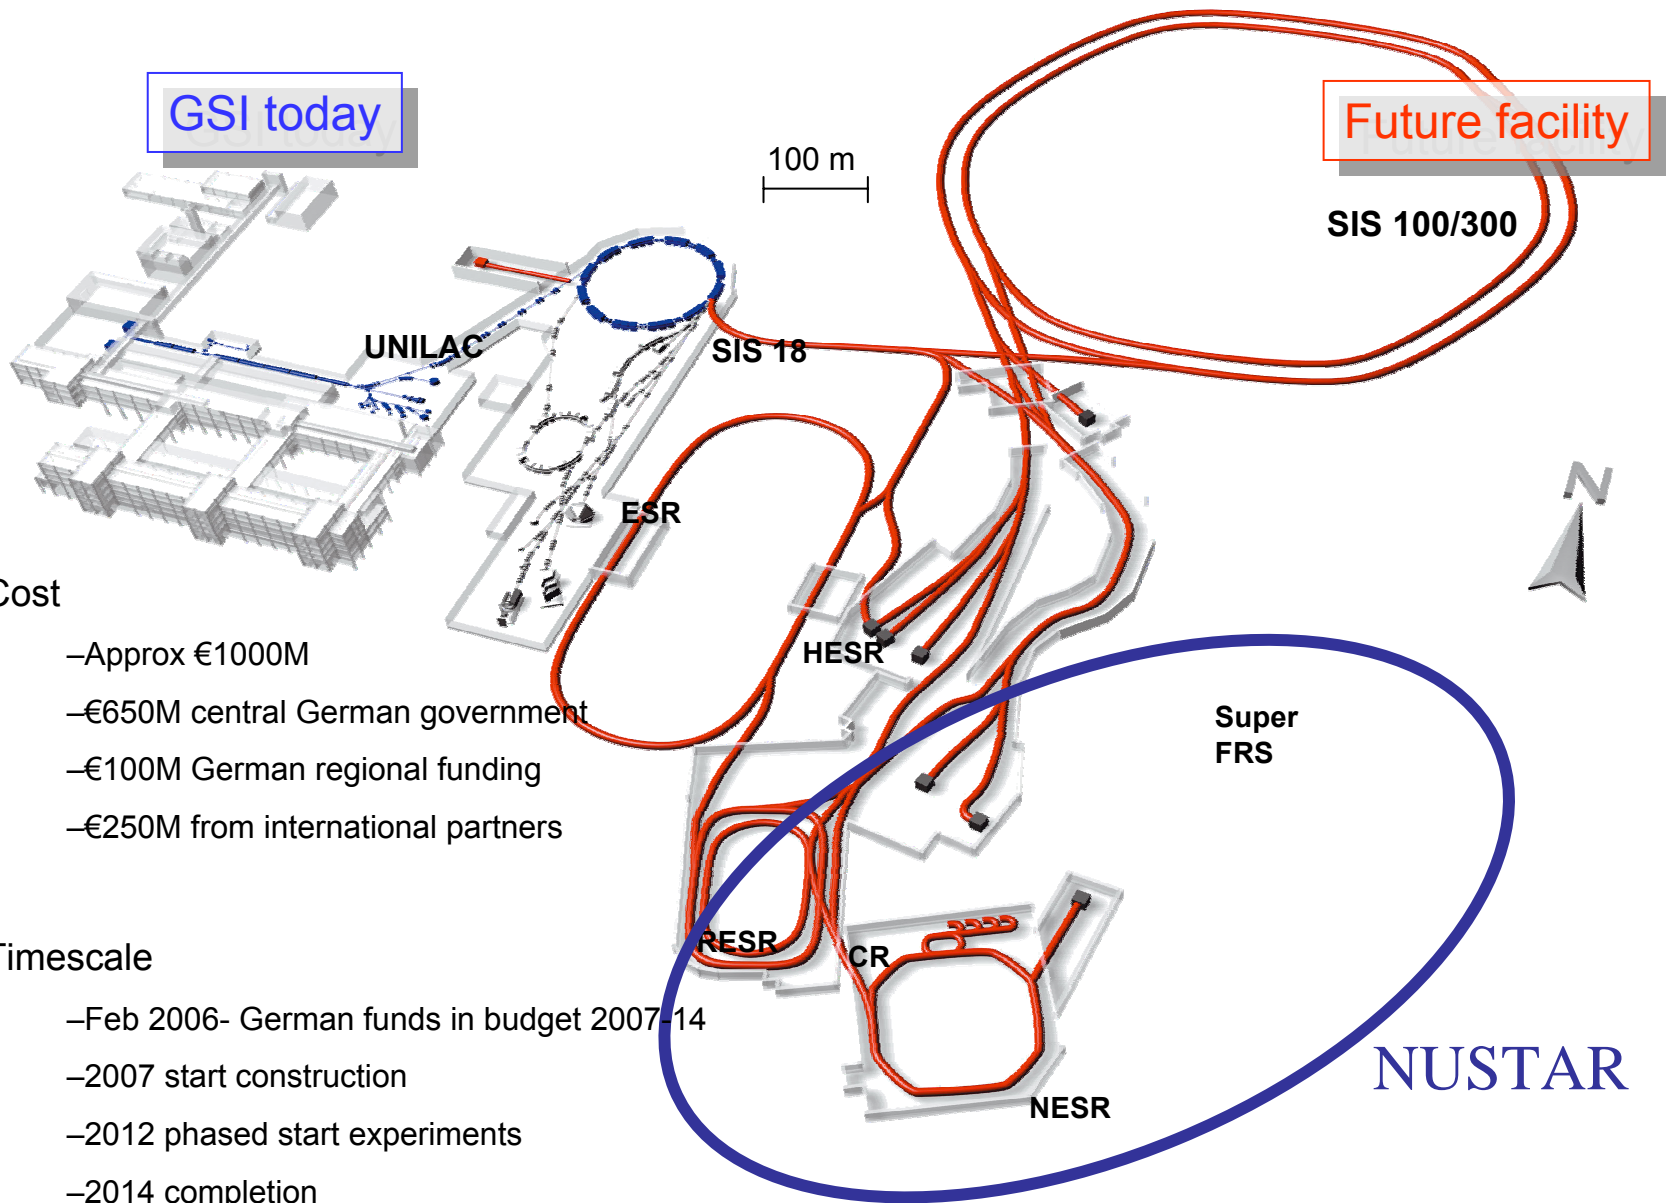 GSI today
Future facility
100 m
SIS 100/300
UNILAC
SIS 18
N
ESR
Cost
–Approx €1000M
HESR
–€650M central German government
Super
FRS
–€100M German regional funding
–€250M from international partners
RESR
CR
Timescale
–Feb 2006- German funds in budget 2007-14
–2007 start construction
NUSTAR
NESR
–2012 phased start experiments
–2014 completion